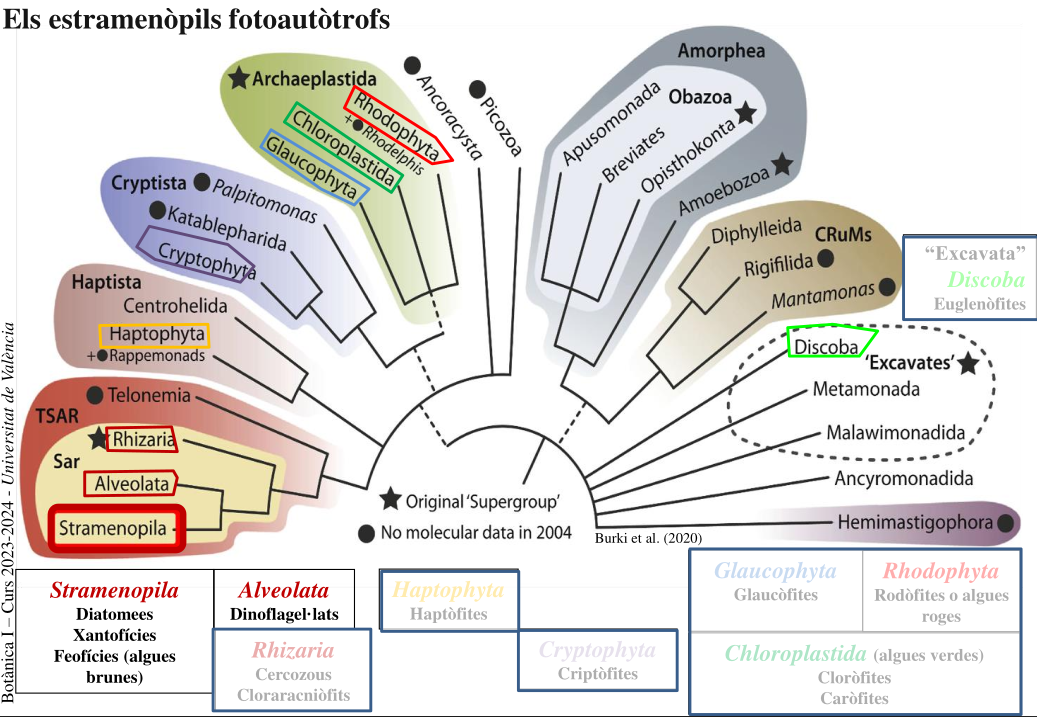 Els estramenòpils fotoautòtrofs
Archaeplastida
Rhodophyta
+Rhodelphis
Chloroplastida
Glaucophyta
Ancoracysta
Picozoa
Amorphea
Obazoa
Apusomonada
Breviates
Opisthokonta
Amoebozoa
Cryptista
Palpitomonas
Katablepharida
Cryptophyta
Diphylleida
CRuMs
Rigifilida
Mantamonas
“Excavata”
Discoba
Euglenòfites
Haptista
Centrohelida
Haptophyta
+Rappemonads
Discoba
'Excavates'
Metamonada
Malawimonadida
Ancyromonadida
Hemimastigophora
TSAR
Telonemia
Rhizaria
Sar
Alveolata
Stramenopila
Original 'Supergroup'
No molecular data in 2004
Burki et al. (2020)
Botànica I – Curs 2023-2024 - Universitat de València
Stramenopila
Diatomees
Xantofícies
Feofícies (algues
brunes)
Alveolata
Dinoflagel·lats
Rhizaria
Cercozous
Cloraracniòfits
Haptophyta
Haptòfites
Cryptophyta
Criptòfites
Glaucophyta
Glaucòfites
Rhodophyta
Rodòfites o algues
roges
Chloroplastida (algues verdes)
Cloròfites
Caròfites